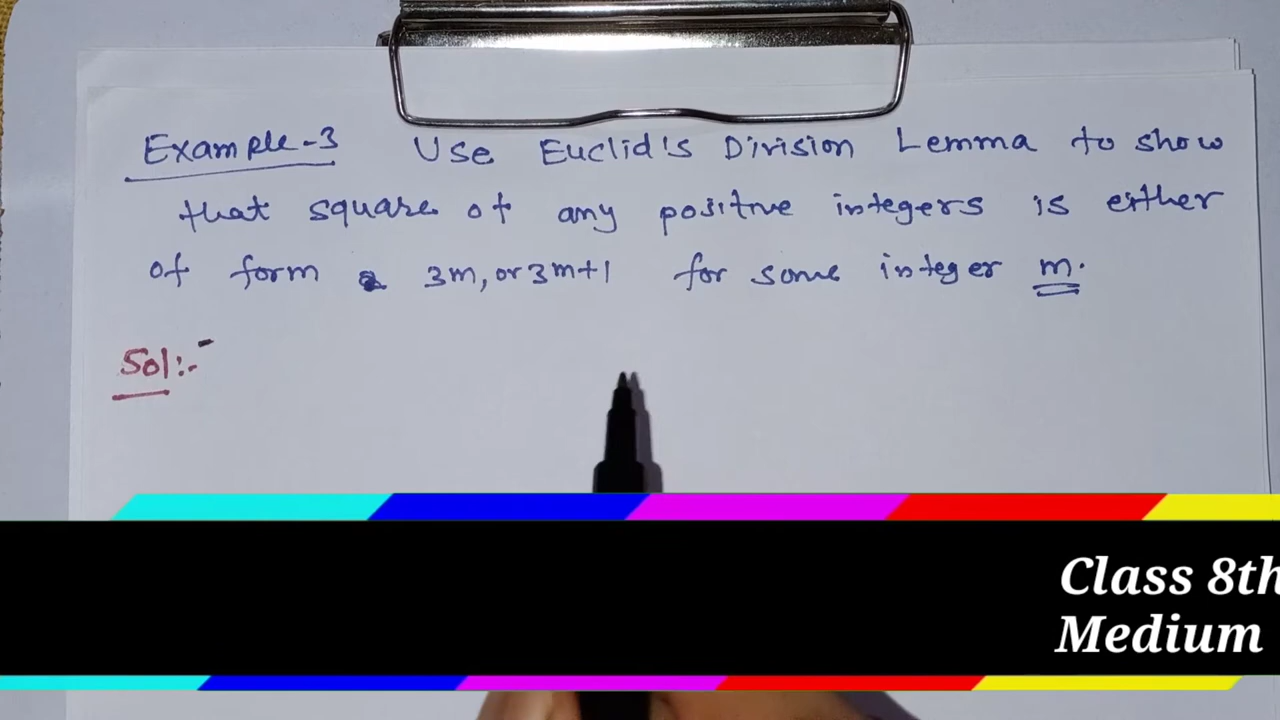 Example-3 Use Euclid's Division Lemma to show
that square of any positive integers is either
of form 3m, or 3m+1 for some integer m.
Sol:-
Class 8th
Medium